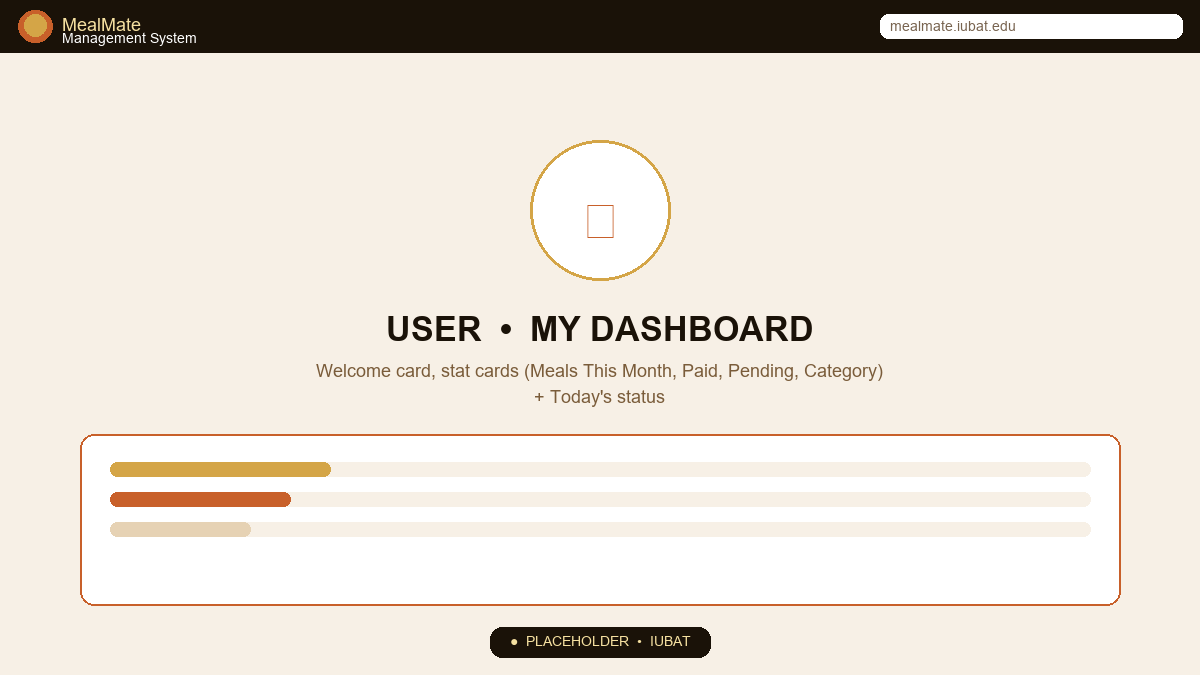 MealMate
Management System
mealmate.iubat.edu
USER • MY DASHBOARD
Welcome card, stat cards (Meals This Month, Paid, Pending, Category)
+ Today's status
● PLACEHOLDER • IUBAT